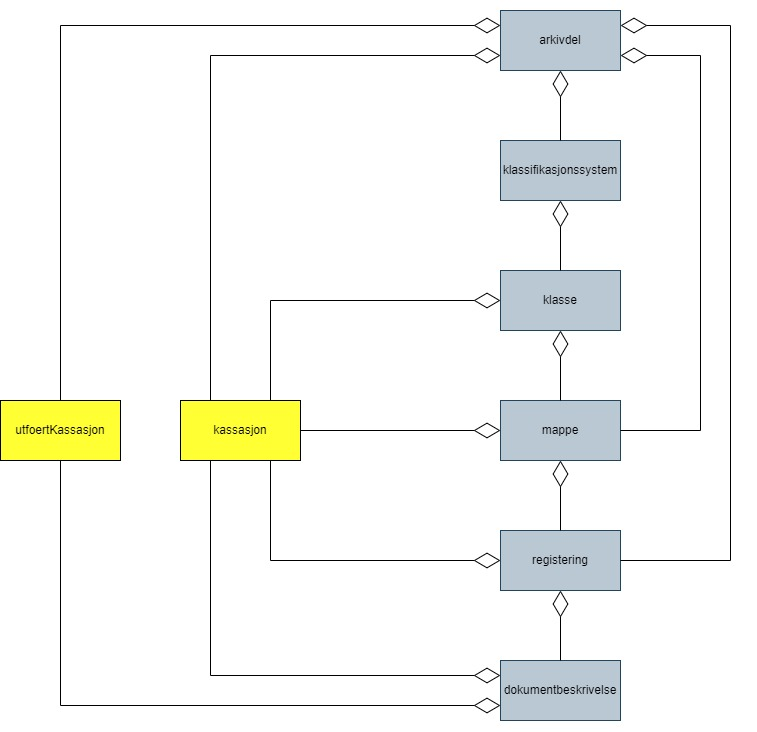 arkivdel
klassifikasjonssystem
klasse
utfoertKassasjon
kassasjon
mappe
registering
dokumentbeskrivelse